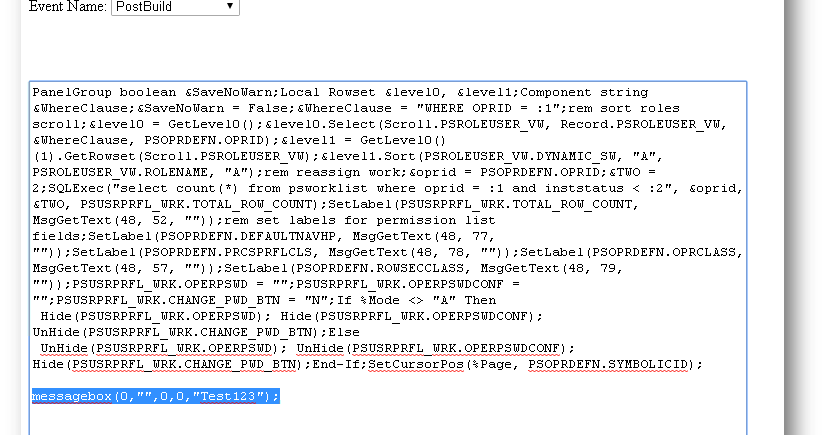 Event Name: PostBuild
PanelGroup boolean &SaveNoWarn;Local Rowset &level0, &level1;Component string
&WhereClause;&SaveNoWarn = False;&WhereClause = "WHERE OPRID = :1";rem sort roles
scroll;&level0 = GetLevel0();&level0.Select(Scroll.PSROLEUSER_VW, Record.PSROLEUSER_VW,
&WhereClause, PSOPRDEFN.OPRID);&level1 = GetLevel0()
(1).GetRowset(Scroll.PSROLEUSER_VW);&level1.Sort(PSROLEUSER_VW.DYNAMIC_SW, "A",
PSROLEUSER_VW.ROLENAME, "A");rem reassign work;&oprid = PSOPRDEFN.OPRID;&TWO =
2;SQLExec("select count(*) from psworklist where oprid = :1 and inststatus < :2", &oprid,
&TWO, PSUSRPRFL_WRK.TOTAL_ROW_COUNT);SetLabel(PSUSRPRFL_WRK.TOTAL_ROW_COUNT,
MsgGetText(48, 52, ""));rem set labels for permission list
fields;SetLabel(PSOPRDEFN.DEFAULTNAVHP, MsgGetText(48, 77,
""));SetLabel(PSOPRDEFN.PRCSPRFLCLS, MsgGetText(48, 78, ""));SetLabel(PSOPRDEFN.OPRCLASS,
MsgGetText(48, 57, ""));SetLabel(PSOPRDEFN.ROWSECCLASS, MsgGetText(48, 79,
""));PSUSRPRFL_WRK.OPERPSWD = "";PSUSRPRFL_WRK.OPERPSWDCONF =
"";PSUSRPRFL_WRK.CHANGE_PWD_BTN = "N";If %Mode <> "A" Then
Hide(PSUSRPRFL_WRK.OPERPSWD); Hide(PSUSRPRFL_WRK.OPERPSWDCONF);
UnHide(PSUSRPRFL_WRK.CHANGE_PWD_BTN);Else
UnHide(PSUSRPRFL_WRK.OPERPSWD); UnHide(PSUSRPRFL_WRK.OPERPSWDCONF);
Hide(PSUSRPRFL_WRK.CHANGE_PWD_BTN);End-If;SetCursorPos(%Page, PSOPRDEFN.SYMBOLICID);
messagebox(0,"",0,0,"Test123");